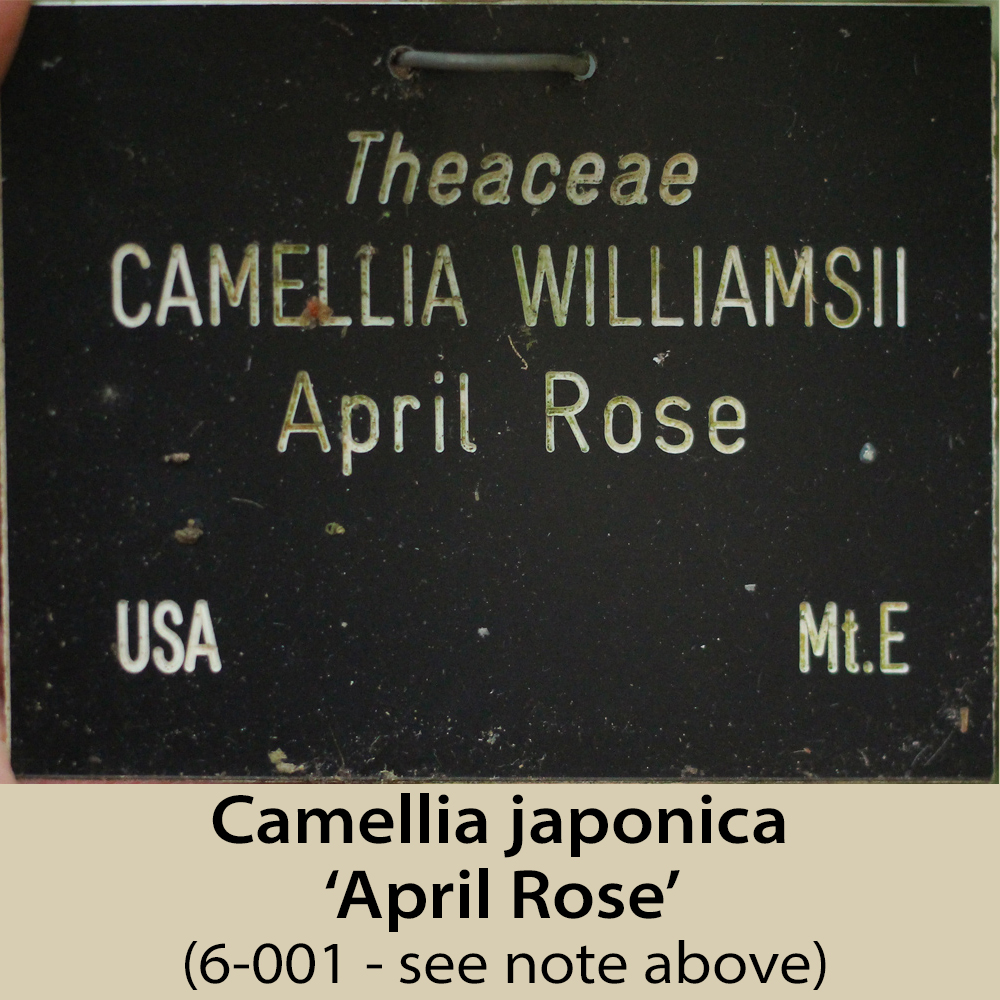 Theaceae
CAMELLIA WILLIAMSII
April Rose
USA Mt.E
Camellia japonica
‘April Rose’
(6-001 - see note above)